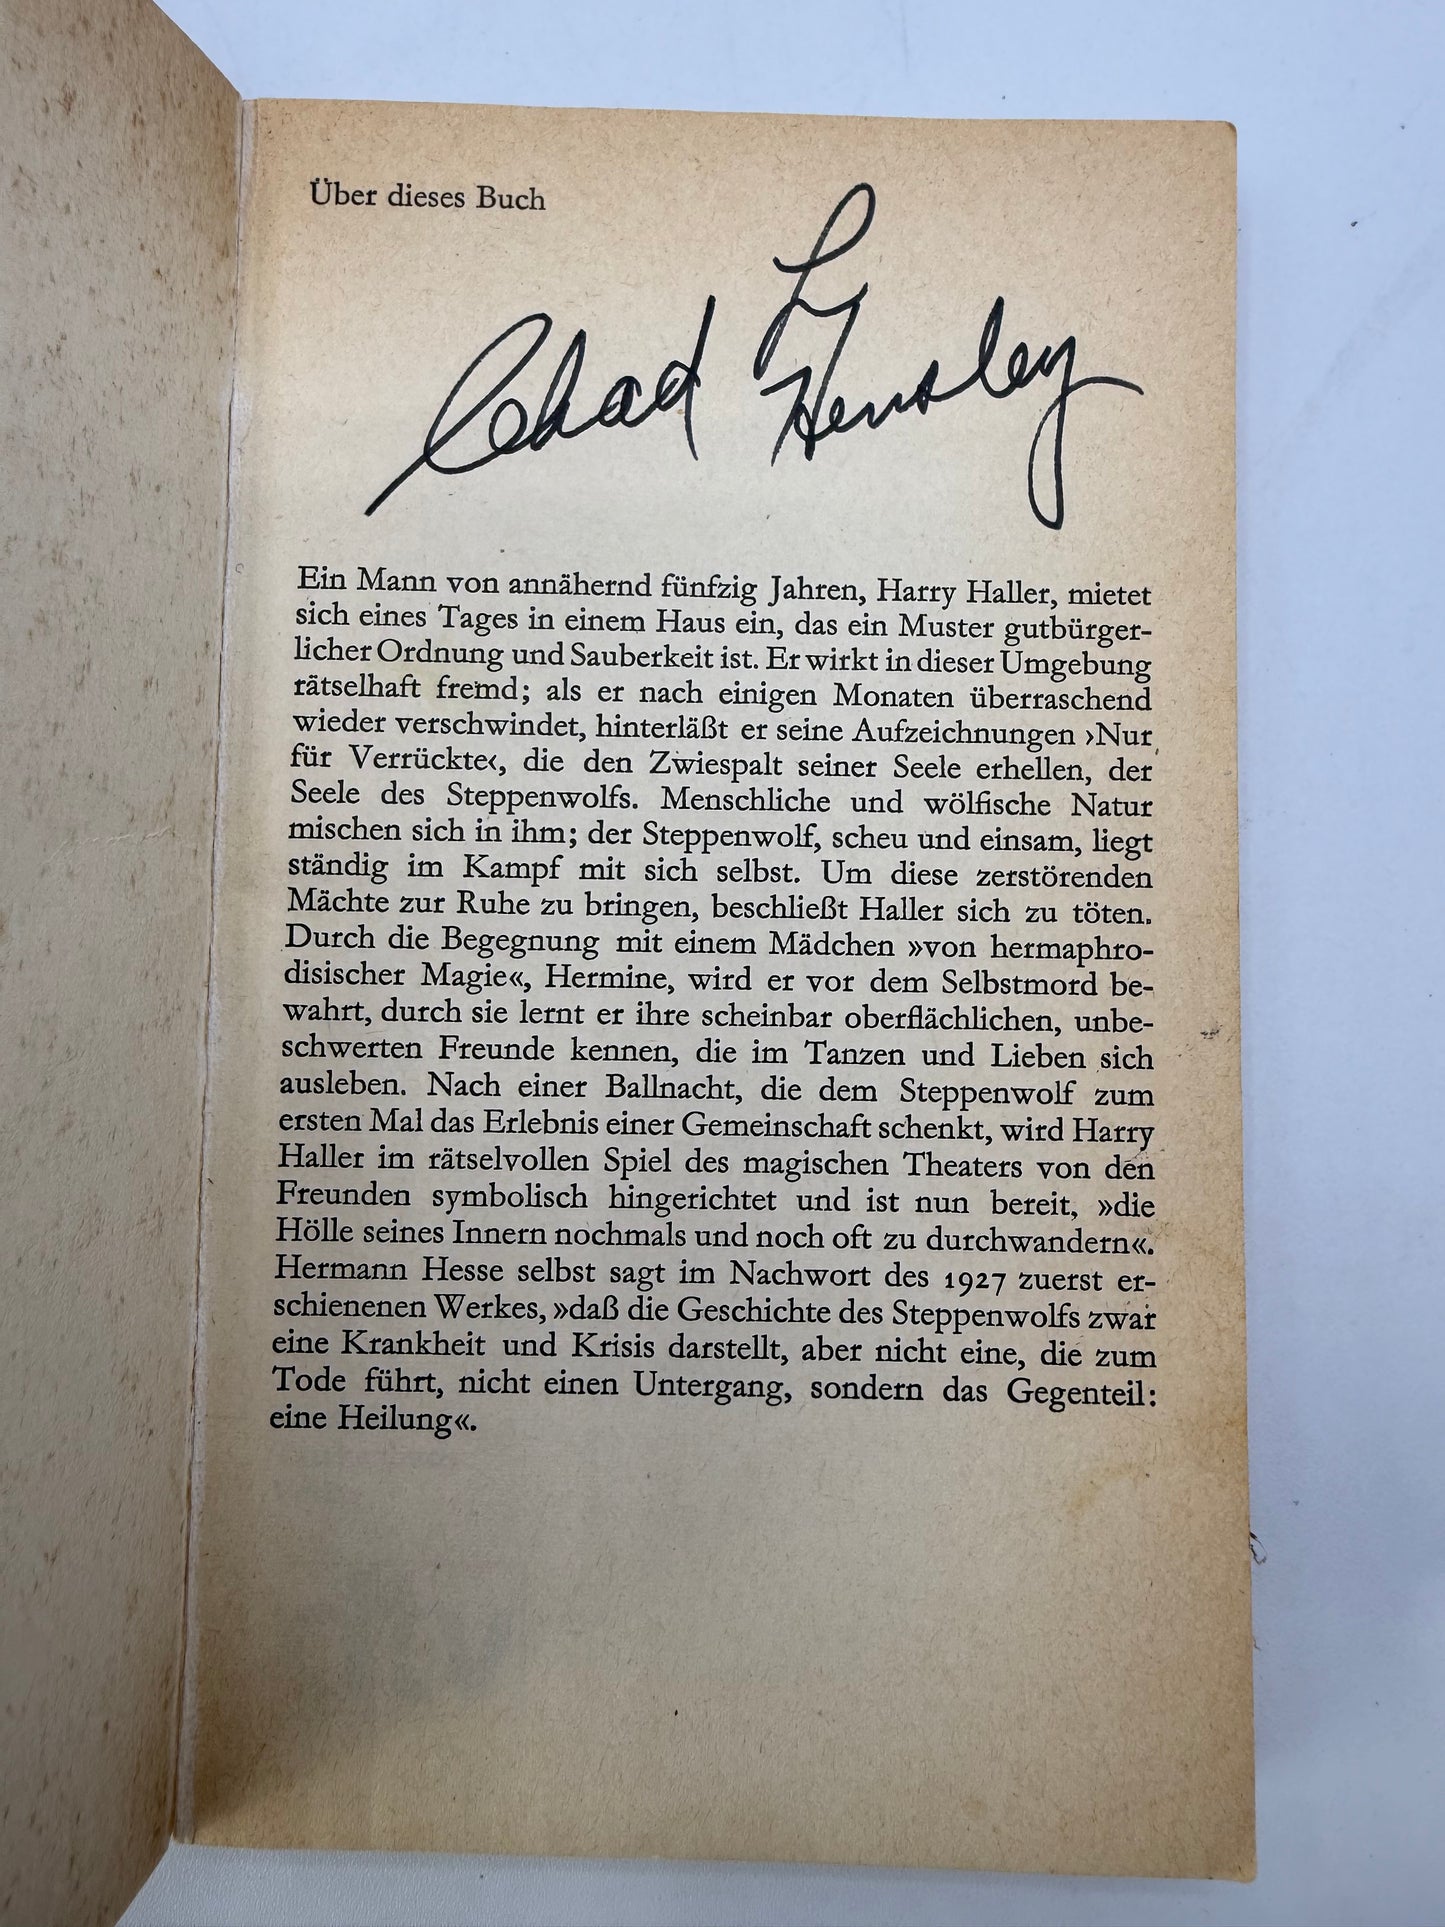 Über dieses Buch
Chad Hensley
Ein Mann von annähernd fünfzig Jahren, Harry Haller, mietet
sich eines Tages in einem Haus ein, das ein Muster gutbürger-
licher Ordnung und Sauberkeit ist. Er wirkt in dieser Umgebung
rätselhaft fremd; als er nach einigen Monaten überraschend
wieder verschwindet, hinterläßt er seine Aufzeichnungen ›Nur
für Verrückte‹, die den Zwiespalt seiner Seele erhellen, der
Seele des Steppenwolfs. Menschliche und wölfische Natur
mischen sich in ihm; der Steppenwolf, scheu und einsam, liegt
ständig im Kampf mit sich selbst. Um diese zerstörenden
Mächte zur Ruhe zu bringen, beschließt Haller sich zu töten.
Durch die Begegnung mit einem Mädchen »von hermaphro-
disischer Magie«, Hermine, wird er vor dem Selbstmord be-
wahrt, durch sie lernt er ihre scheinbar oberflächlichen, unbe-
schwerten Freunde kennen, die im Tanzen und Lieben sich
ausleben. Nach einer Ballnacht, die dem Steppenwolf zum
ersten Mal das Erlebnis einer Gemeinschaft schenkt, wird Harry
Haller im rätselvollen Spiel des magischen Theaters von den
Freunden symbolisch hingerichtet und ist nun bereit, »die
Hölle seines Innern nochmals und noch oft zu durchwandern«.
Hermann Hesse selbst sagt im Nachwort des 1927 zuerst er-
schienenen Werkes, »daß die Geschichte des Steppenwolfs zwar
eine Krankheit und Krisis darstellt, aber nicht eine, die zum
Tode führt, nicht einen Untergang, sondern das Gegenteil:
eine Heilung«.